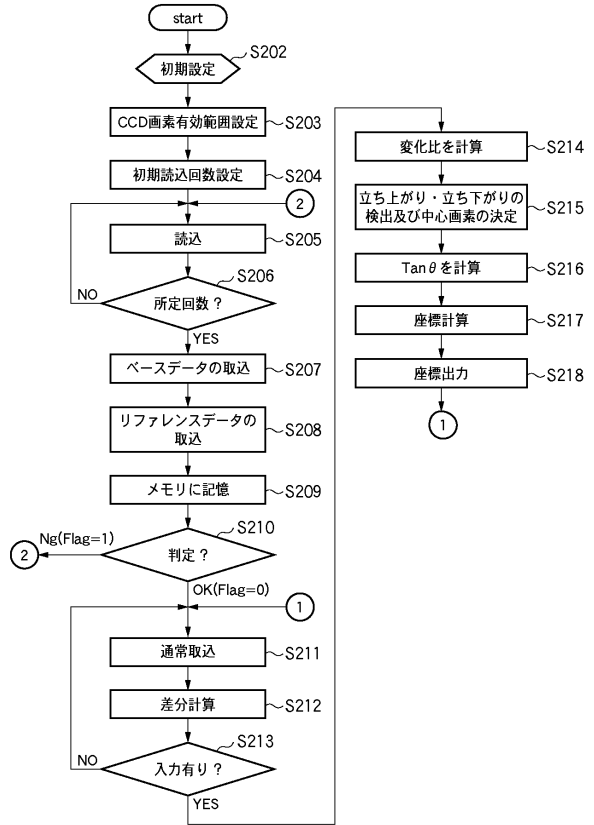 start
初期設定
S202
CCD画素有効範囲設定
S203
初期読込回数設定
S204
2
読込
S205
所定回数？
S206
NO
YES
ベースデータの取込
S207
リファレンスデータの
取込
S208
メモリに記憶
S209
判定？
S210
Ng(Flag=1)
2
OK(Flag=0)
1
通常取込
S211
差分計算
S212
入力有り？
S213
NO
YES
変化比を計算
S214
立ち上がり・立ち下がりの
検出及び中心画素の決定
S215
Tanθを計算
S216
座標計算
S217
座標出力
S218
1